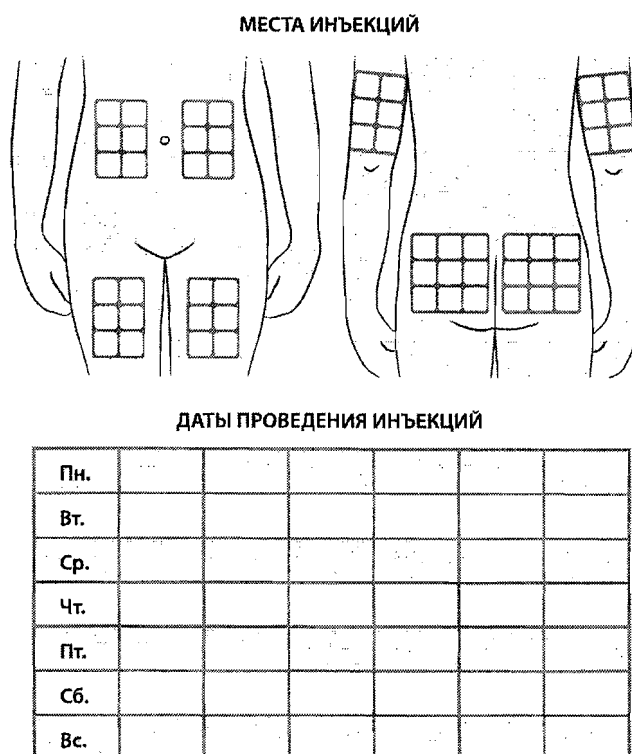 МЕСТА ИНЪЕКЦИЙ
ДАТЫ ПРОВЕДЕНИЯ ИНЪЕКЦИЙ
Пн.
Вт.
Ср.
Чт.
Пт.
Сб.
Вс.